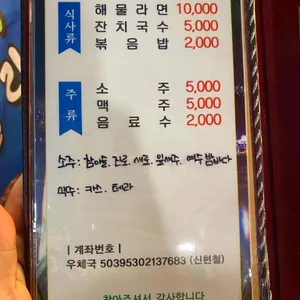 식사류
해물라면 10,000
잔치국수 5,000
볶음밥 2,000
주류
소주 5,000
맥주 5,000
음료수 2,000
소주: 참이슬. 진로. 새로. 잎새주. 여수밤바다
맥주: 카스. 테라
| 계좌번호 |
우체국 50395302137683 (신현철)
찾아주셔서 감사합니다